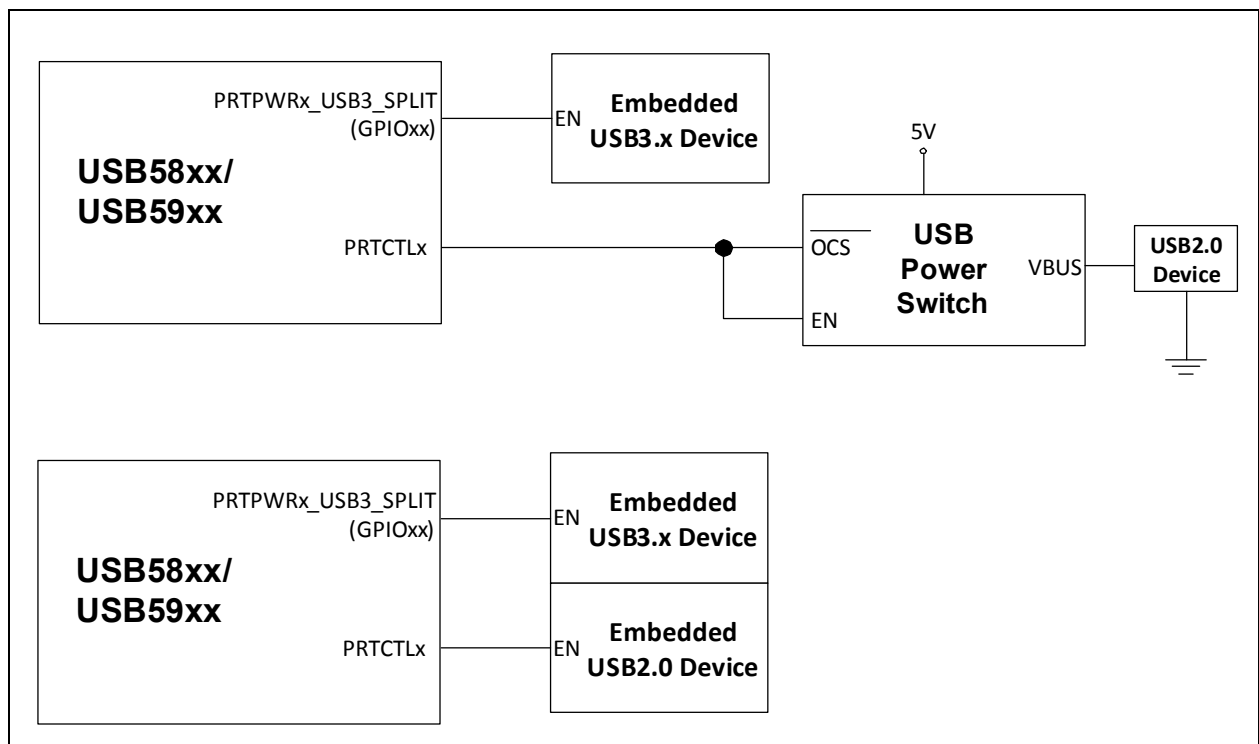 PRTPWRx_USB3_SPLIT
(GPIOxx)
USB58xx/
USB59xx
PRTCTLx
EN
Embedded
USB3.x Device
5V
OCS
EN
USB
Power
Switch
VBUS
USB2.0
Device
PRTPWRx_USB3_SPLIT
(GPIOxx)
USB58xx/
USB59xx
PRTCTLx
EN
Embedded
USB3.x Device
EN
Embedded
USB2.0 Device